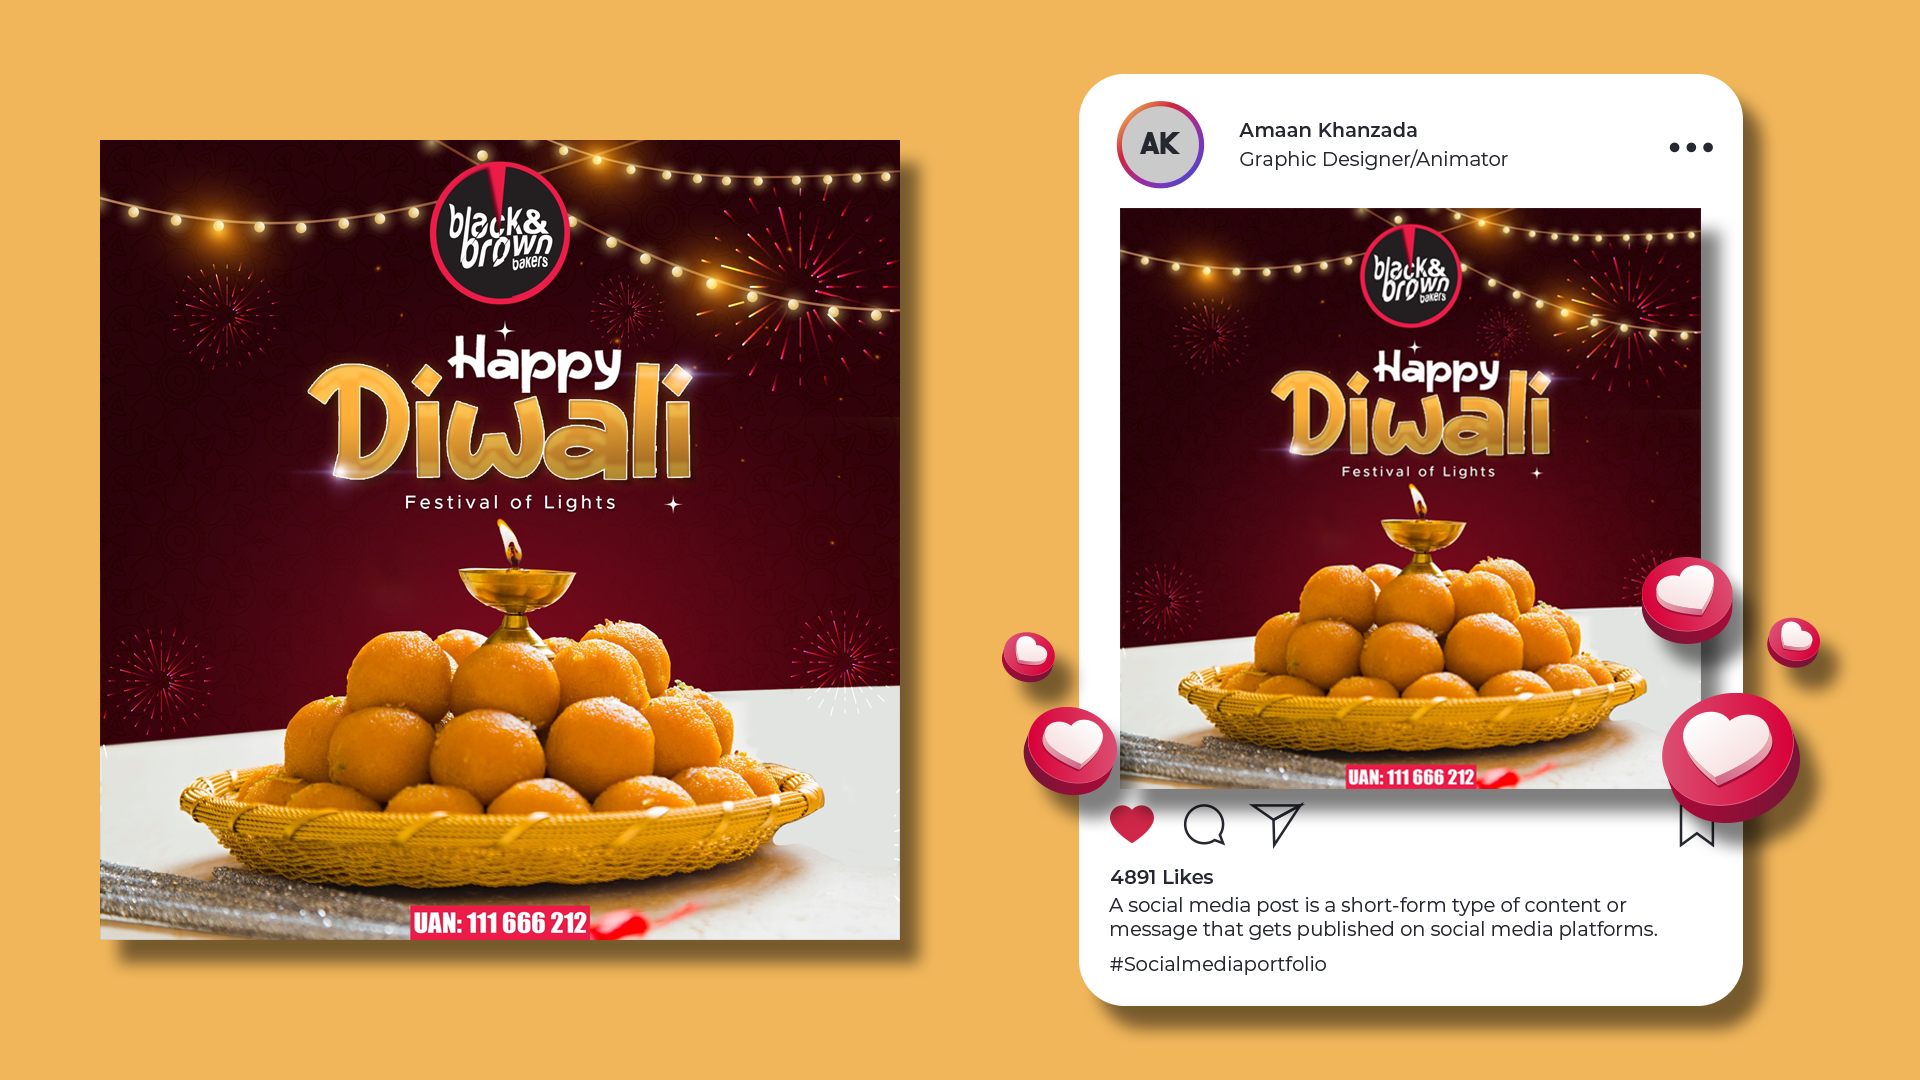 black&
brown
bakers
Happy
Diwali
Festival of Lights
UAN: 111 666 212
AK
Amaan Khanzada
Graphic Designer/Animator
black&
brown
bakers
Happy
Diwali
Festival of Lights
UAN: 111 666 212
4891 Likes
A social media post is a short-form type of content or
message that gets published on social media platforms.
#Socialmediaportfolio